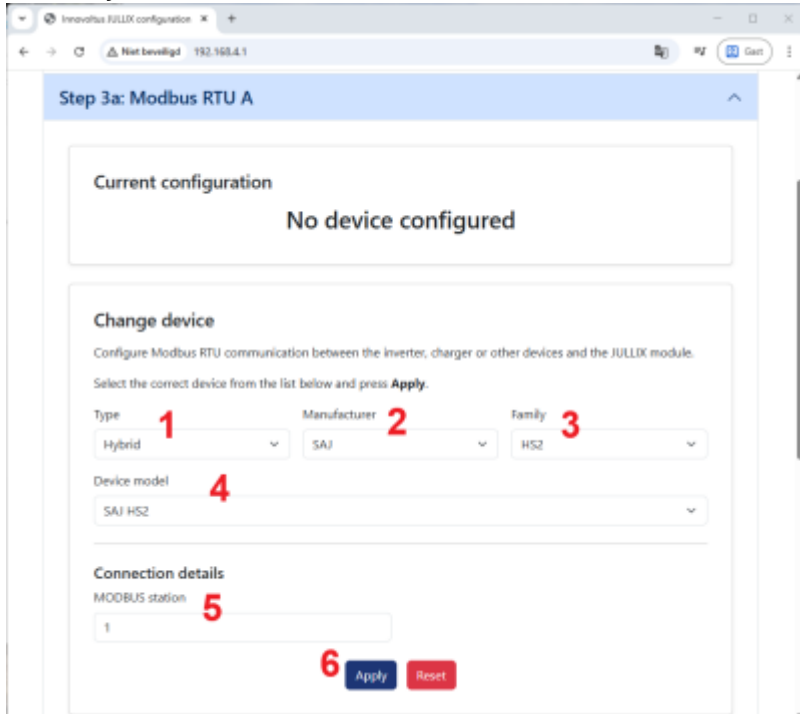 Innovoltus JULLIX configuration
Niet beveiligd 192.168.4.1
Gast
Step 3a: Modbus RTU A
Current configuration
No device configured
Change device
Configure Modbus RTU communication between the inverter, charger or other devices and the JULLIX module.
Select the correct device from the list below and press Apply.
Type 1 Manufacturer 2 Family 3
Hybrid SAJ HS2
Device model 4
SAJ HS2
Connection details
MODBUS station 5
1
6 Apply Reset